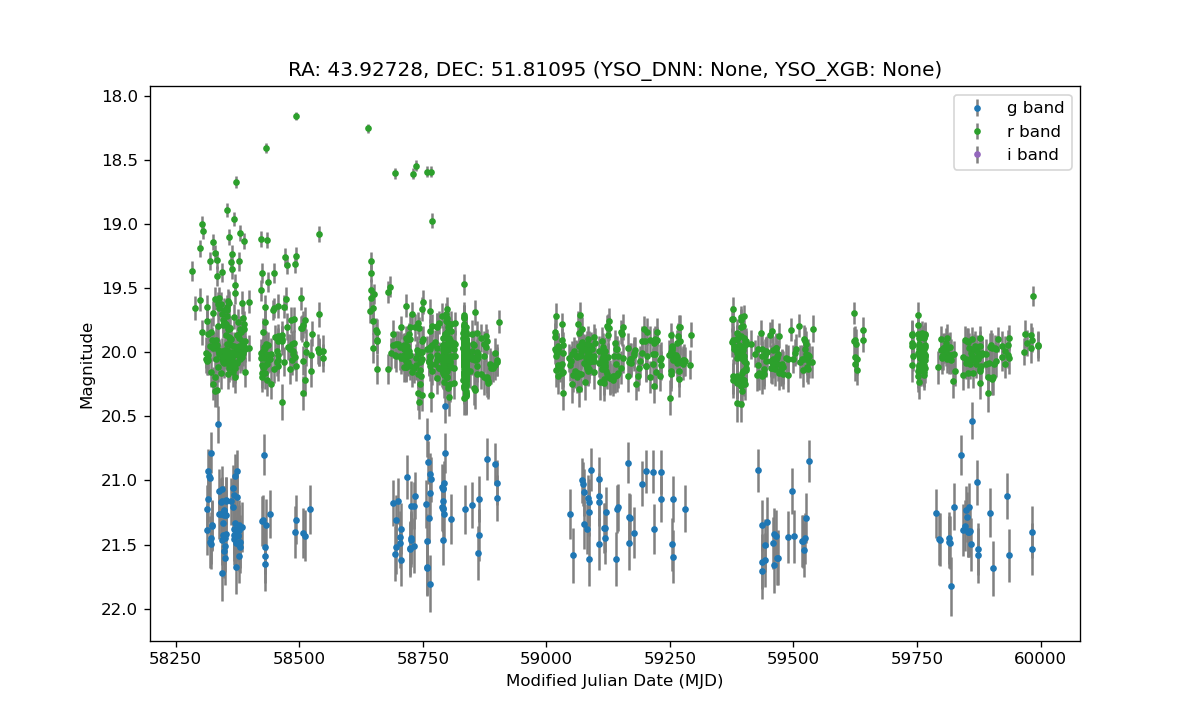 RA: 43.92728, DEC: 51.81095 (YSO_DNN: None, YSO_XGB: None)
g band
r band
i band
18.0
18.5
19.0
19.5
20.0
20.5
21.0
21.5
22.0
Magnitude
58250 58500 58750 59000 59250 59500 59750 60000
Modified Julian Date (MJD)